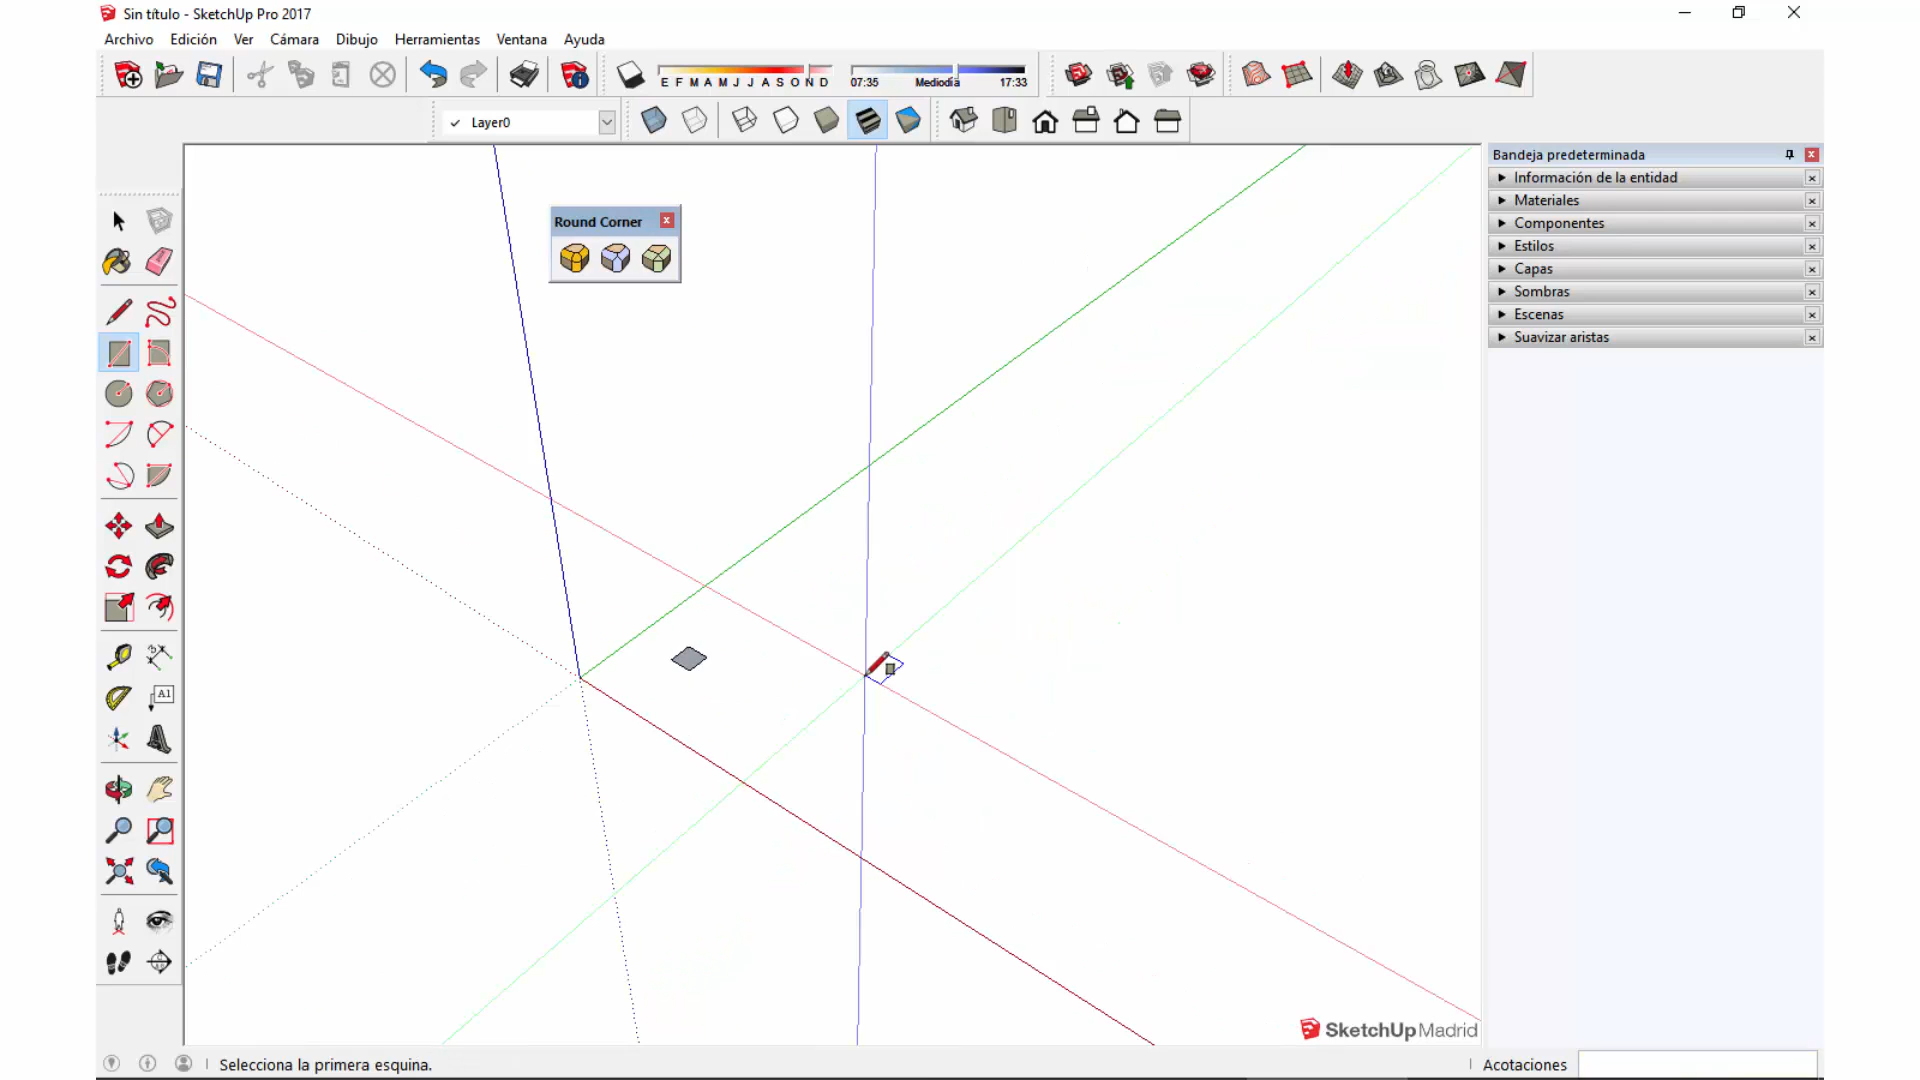 Sin título - SketchUp Pro 2017
Archivo Edición Ver Cámara Dibujo Herramientas Ventana Ayuda
E F M A M J J A S O N D 07:35 Mediodía 17:33
Layer0
Bandeja predeterminada
Información de la entidad
Materiales
Componentes
Estilos
Capas
Sombras
Escenas
Suavizar aristas
Round Corner
A1
SketchUp Madrid
Selecciona la primera esquina.
Acotaciones